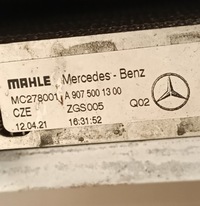 MAHLE Mercedes-Benz
MC278001 A 907 500 13 00
CZE ZGS005 Q02
12.04.21 16:31:52